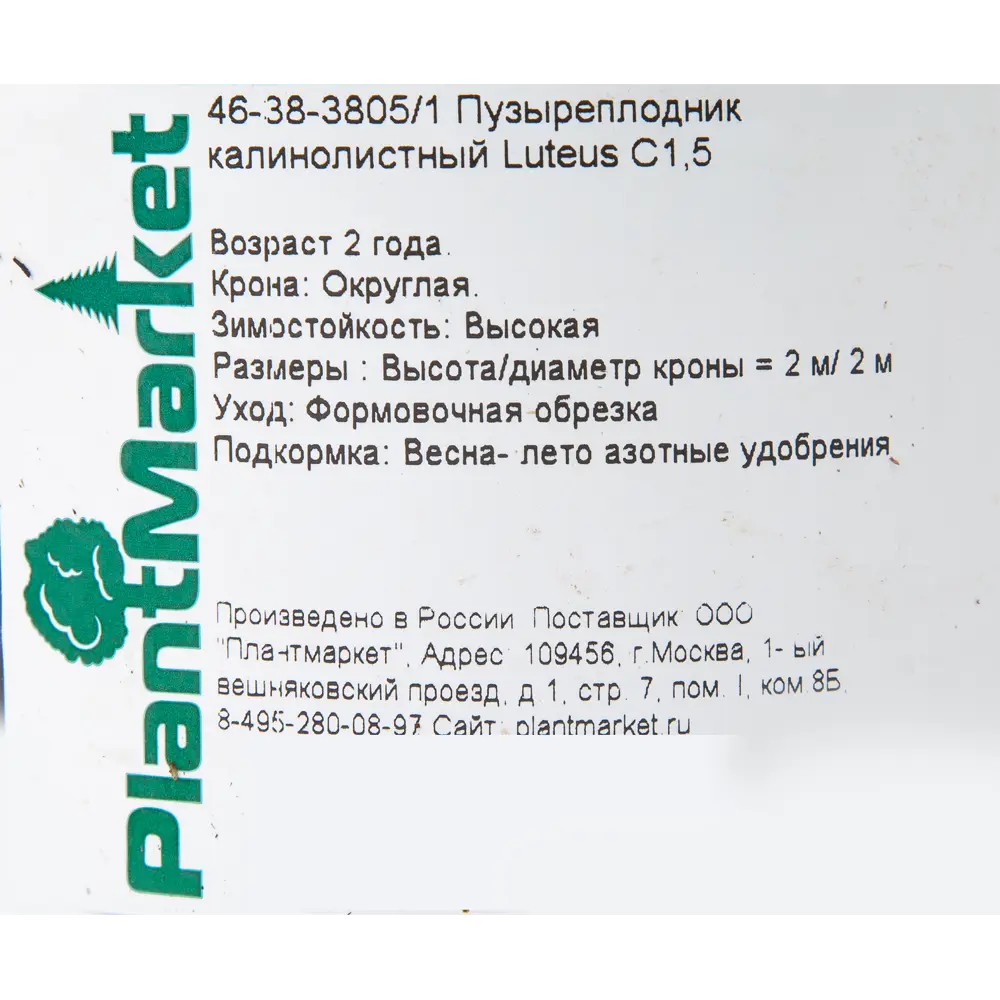 PlantMarket
46-38-3805/1 Пузыреплодник
калинолистный Luteus C1,5
Возраст 2 года.
Крона: Округлая.
Зимостойкость: Высокая
Размеры : Высота/диаметр кроны = 2 м/ 2 м
Уход: Формовочная обрезка
Подкормка: Весна- лето азотные удобрения
Произведено в России Поставщик: ООО
"Плантмаркет", Адрес 109456, г.Москва, 1- ый
вешняковский проезд, д.1, стр. 7, пом. I, ком.8Б.
8-495-280-08-97 Сайт: plantmarket.ru